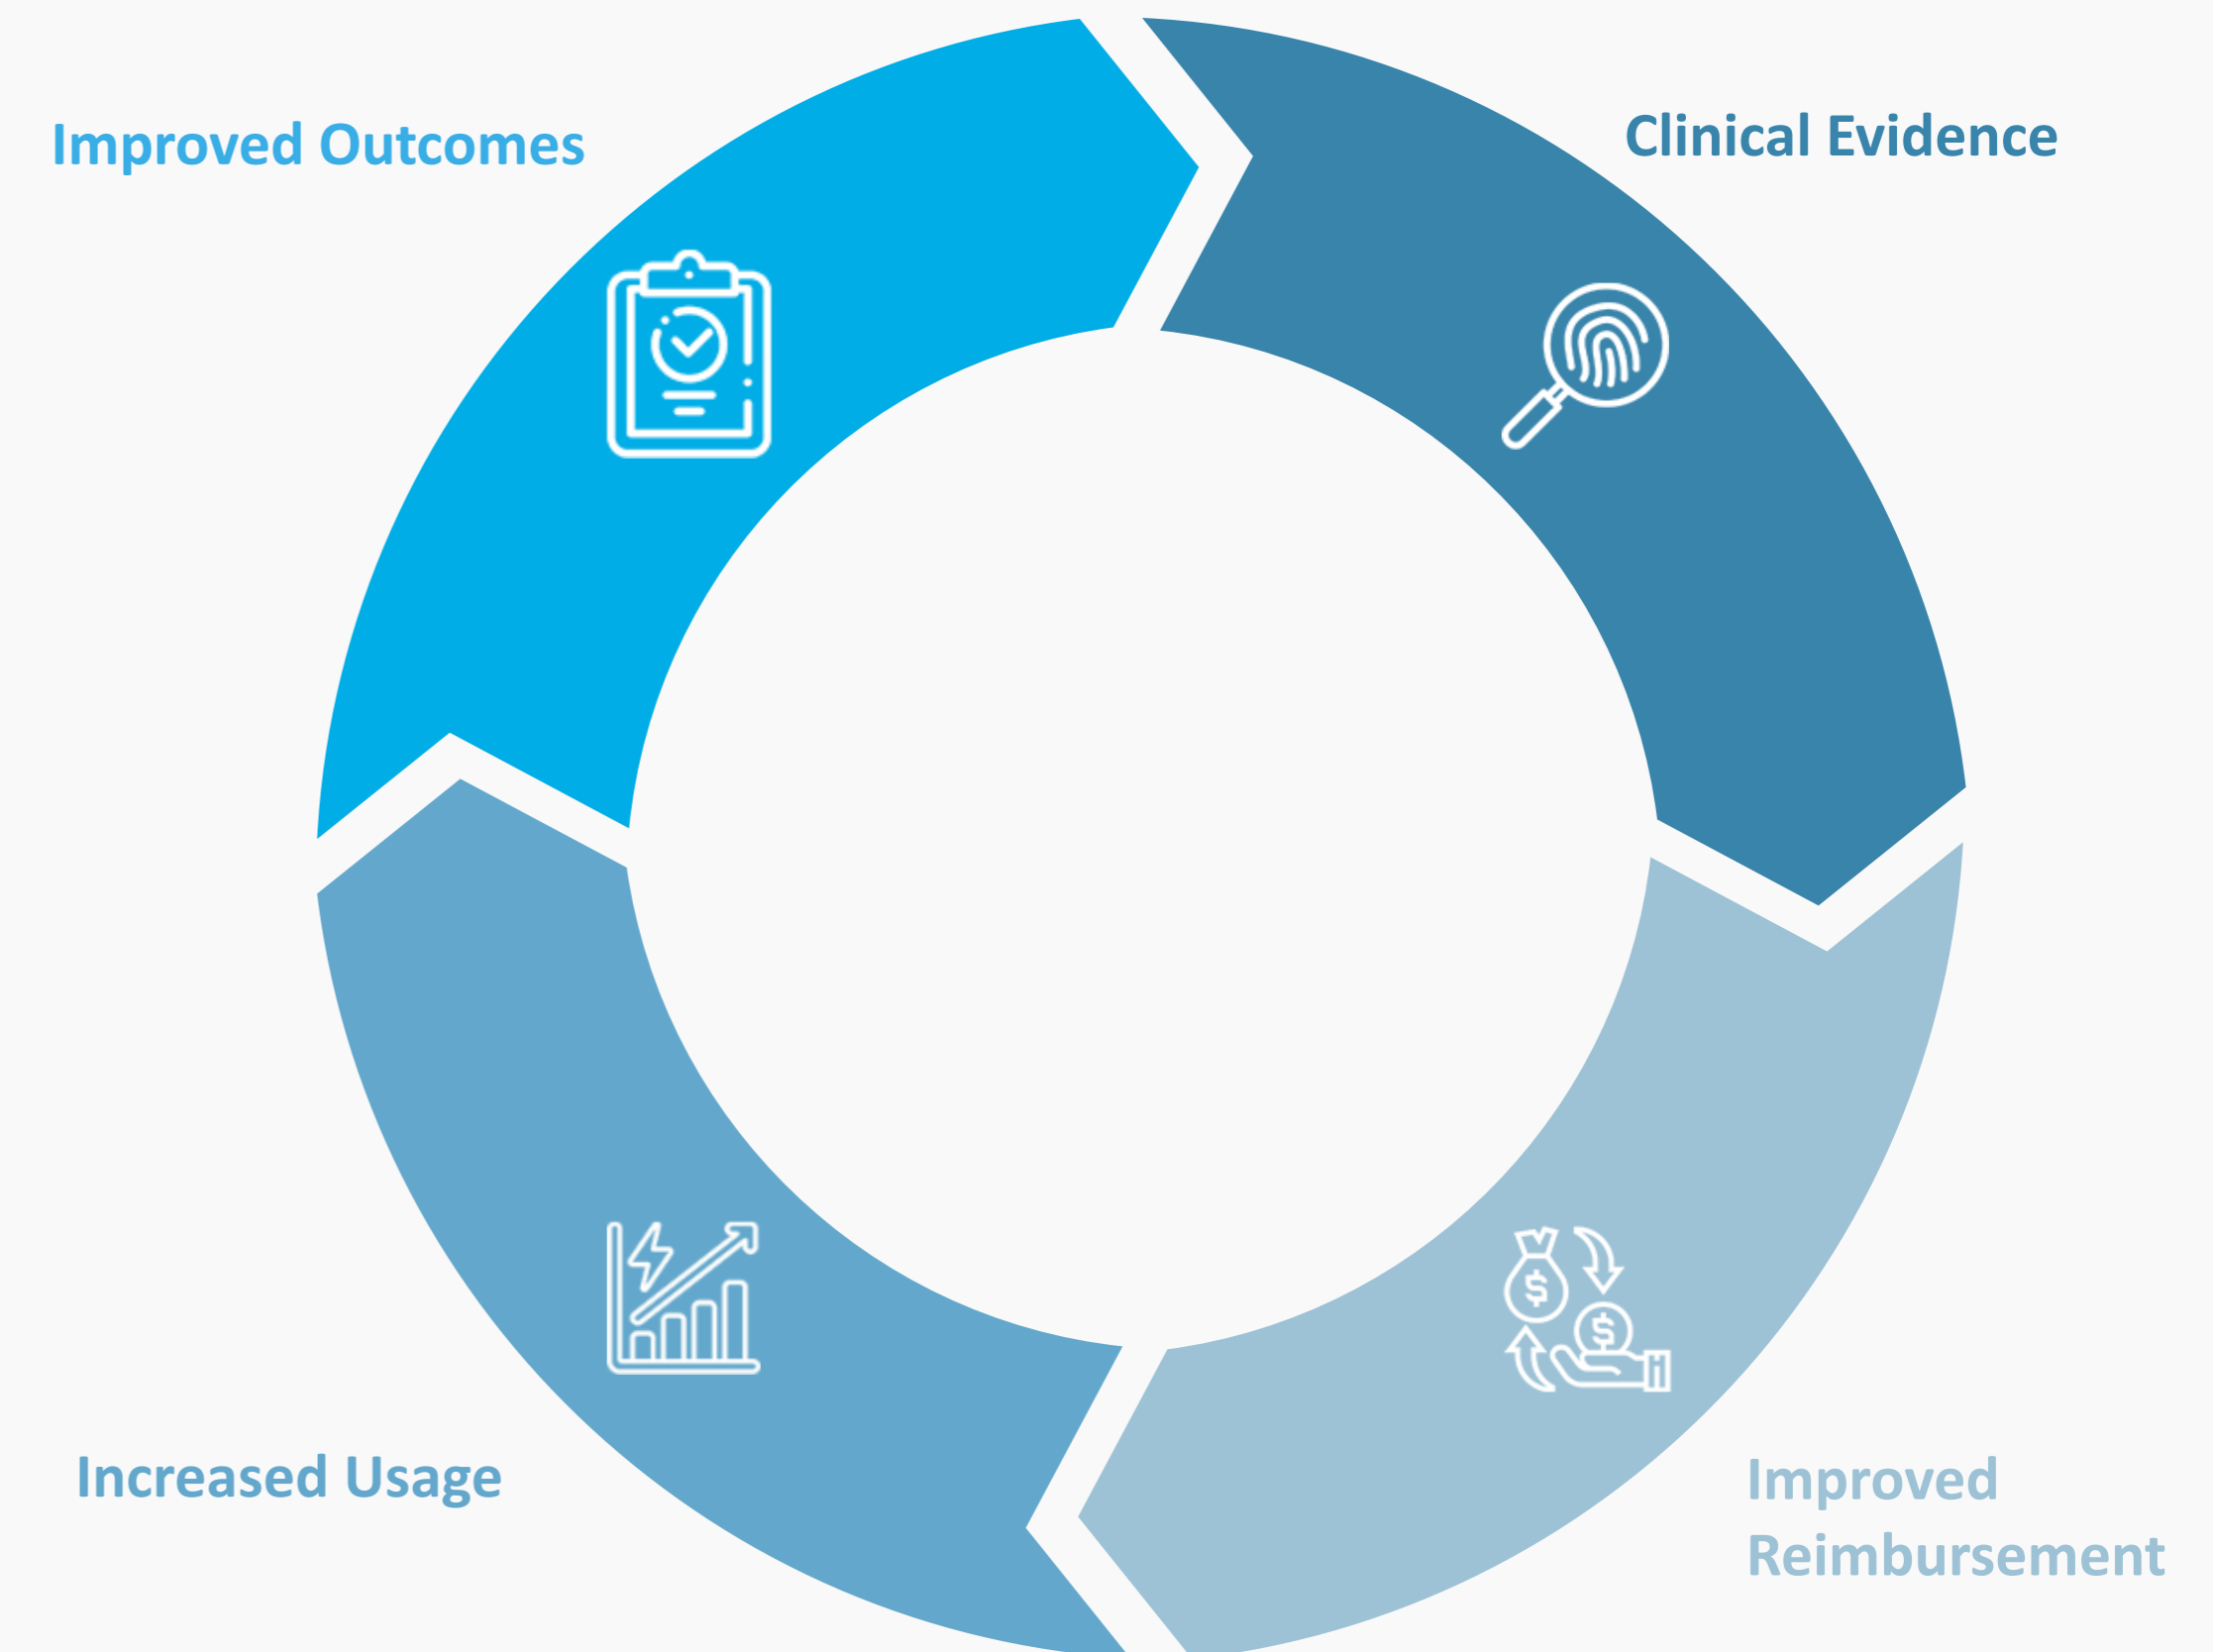 Improved Outcomes
Clinical Evidence
Increased Usage
Improved
Reimbursement